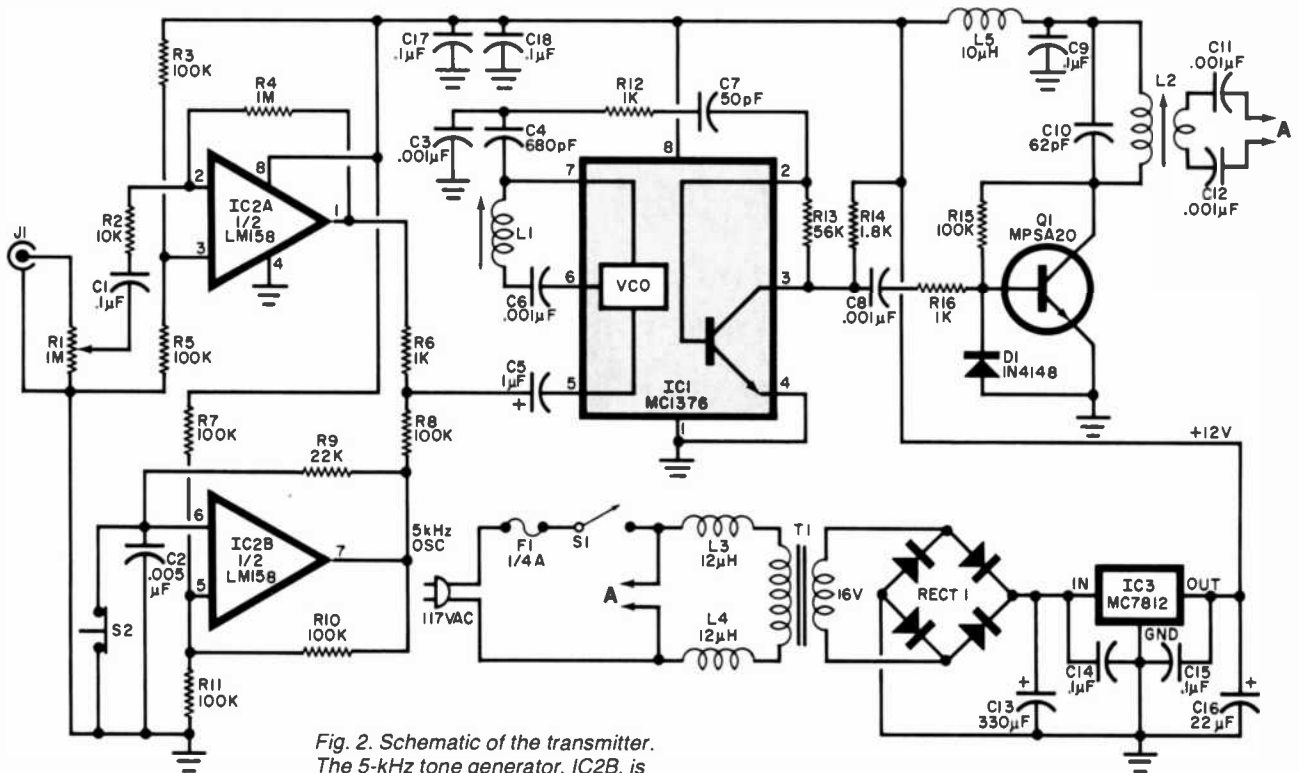 R3
100K
C17
.1µF
C18
.1µF
L5
10µH
C9
.1µF
C11
.001µF
L2
A
C10
62pF
C12
.001µF
R4
1M
R12
1K
C7
50pF
C3
.001µF
C4
680pF
8
7
2
8
2
IC2A
1/2
LM158
1
R2
10K
3
4
J1
C1
.1µF
L1
VCO
6
C6
.001µF
R13
56K
R14
1.8K
3
C8
.001µF
R15
100K
R16
1K
Q1
MPSA20
D1
1N4148
R1
1M
R5
100K
R6
1K
C5
1µF
+
5
IC1
MC1376
4
1
R7
100K
R8
100K
R9
22K
+12V
6
IC2B
1/2
LM158
7
5kHz
OSC
C2
.005
µF
5
S2
R10
100K
R11
100K
F1
1/4A
S1
117VAC
A
L3
12µH
L4
12µH
T1
16V
RECT 1
IN
IC3
MC7812
OUT
GND
C14
.1µF
C15
.1µF
+
C13
330µF
+
C16
22µF
Fig. 2. Schematic of the transmitter.
The 5-kHz tone generator, IC2B, is